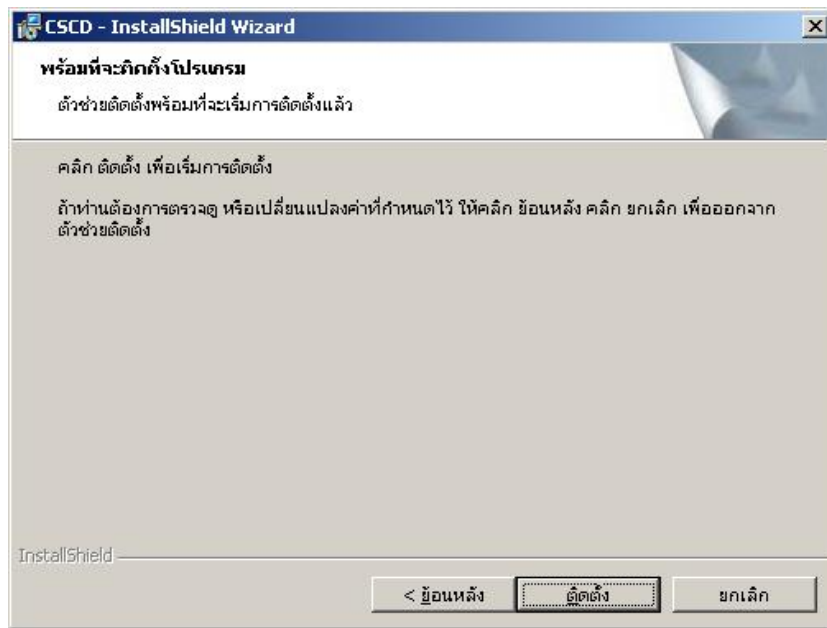 CSCD - InstallShield Wizard
พร้อมที่จะติดตั้งโปรแกรม
ตัวช่วยติดตั้งพร้อมที่จะเริ่มการติดตั้งแล้ว
คลิก ติดตั้ง เพื่อเริ่มการติดตั้ง
ถ้าท่านต้องการตรวจดู หรือเปลี่ยนแปลงค่าที่กำหนดไว้ ให้คลิก ย้อนหลัง คลิก ยกเลิก เพื่อออกจาก
ตัวช่วยติดตั้ง
InstallShield
< ย้อนหลัง ติดตั้ง ยกเลิก